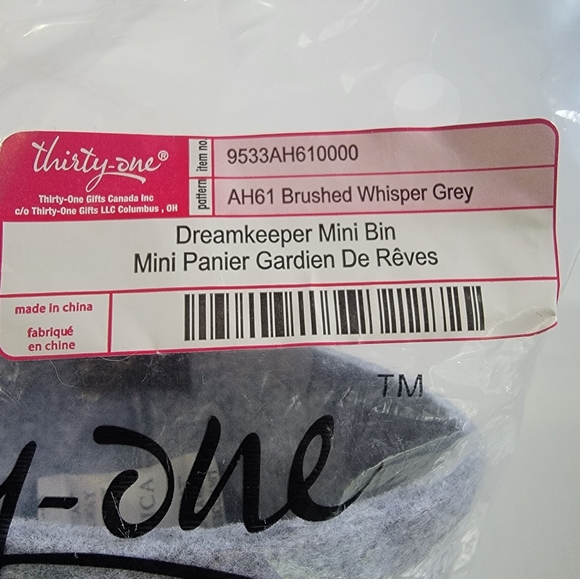 thirty-one®
Thirty-One Gifts Canada Inc
c/o Thirty-One Gifts LLC Columbus , OH
item no
9533AH610000
pattern
AH61 Brushed Whisper Grey
Dreamkeeper Mini Bin
Mini Panier Gardien De Rêves
made in china
fabriqué
en chine
TM
y-one